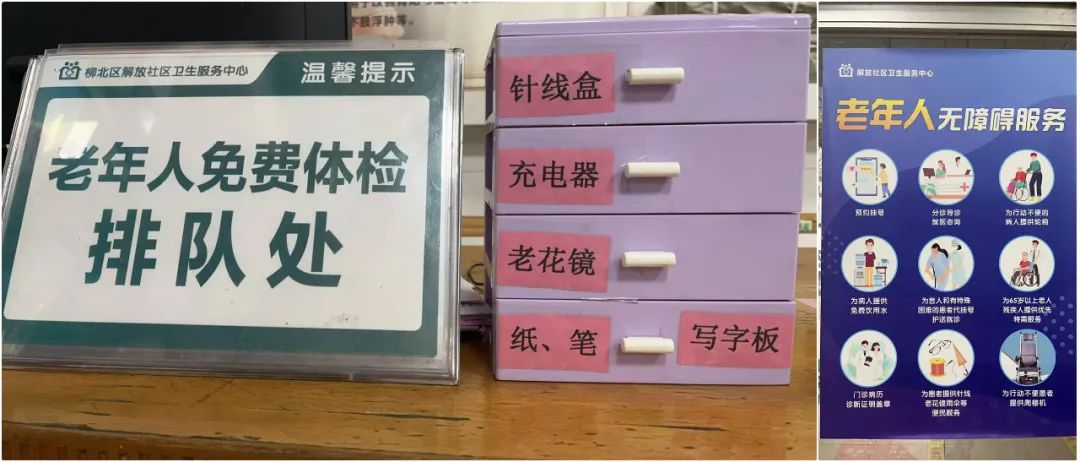 不鼓浮肿等。
柳北区解放社区卫生服务中心
温馨提示
老年人免费体检
排队处
针线盒
充电器
老花镜
纸、笔
写字板
解放社区卫生服务中心
老年人无障碍服务
预约挂号
分诊导诊
就医咨询
为行动不便的
病人提供轮椅
为病人提供
免费饮用水
为盲人和有特殊
困难的患者代挂号
护送就诊
为65岁以上老人
残疾人提供优先
特需服务
门诊病历
诊断证明盖章
为患者提供针线
老花镜雨伞等
便民服务
为行动不便患者
提供爬楼机